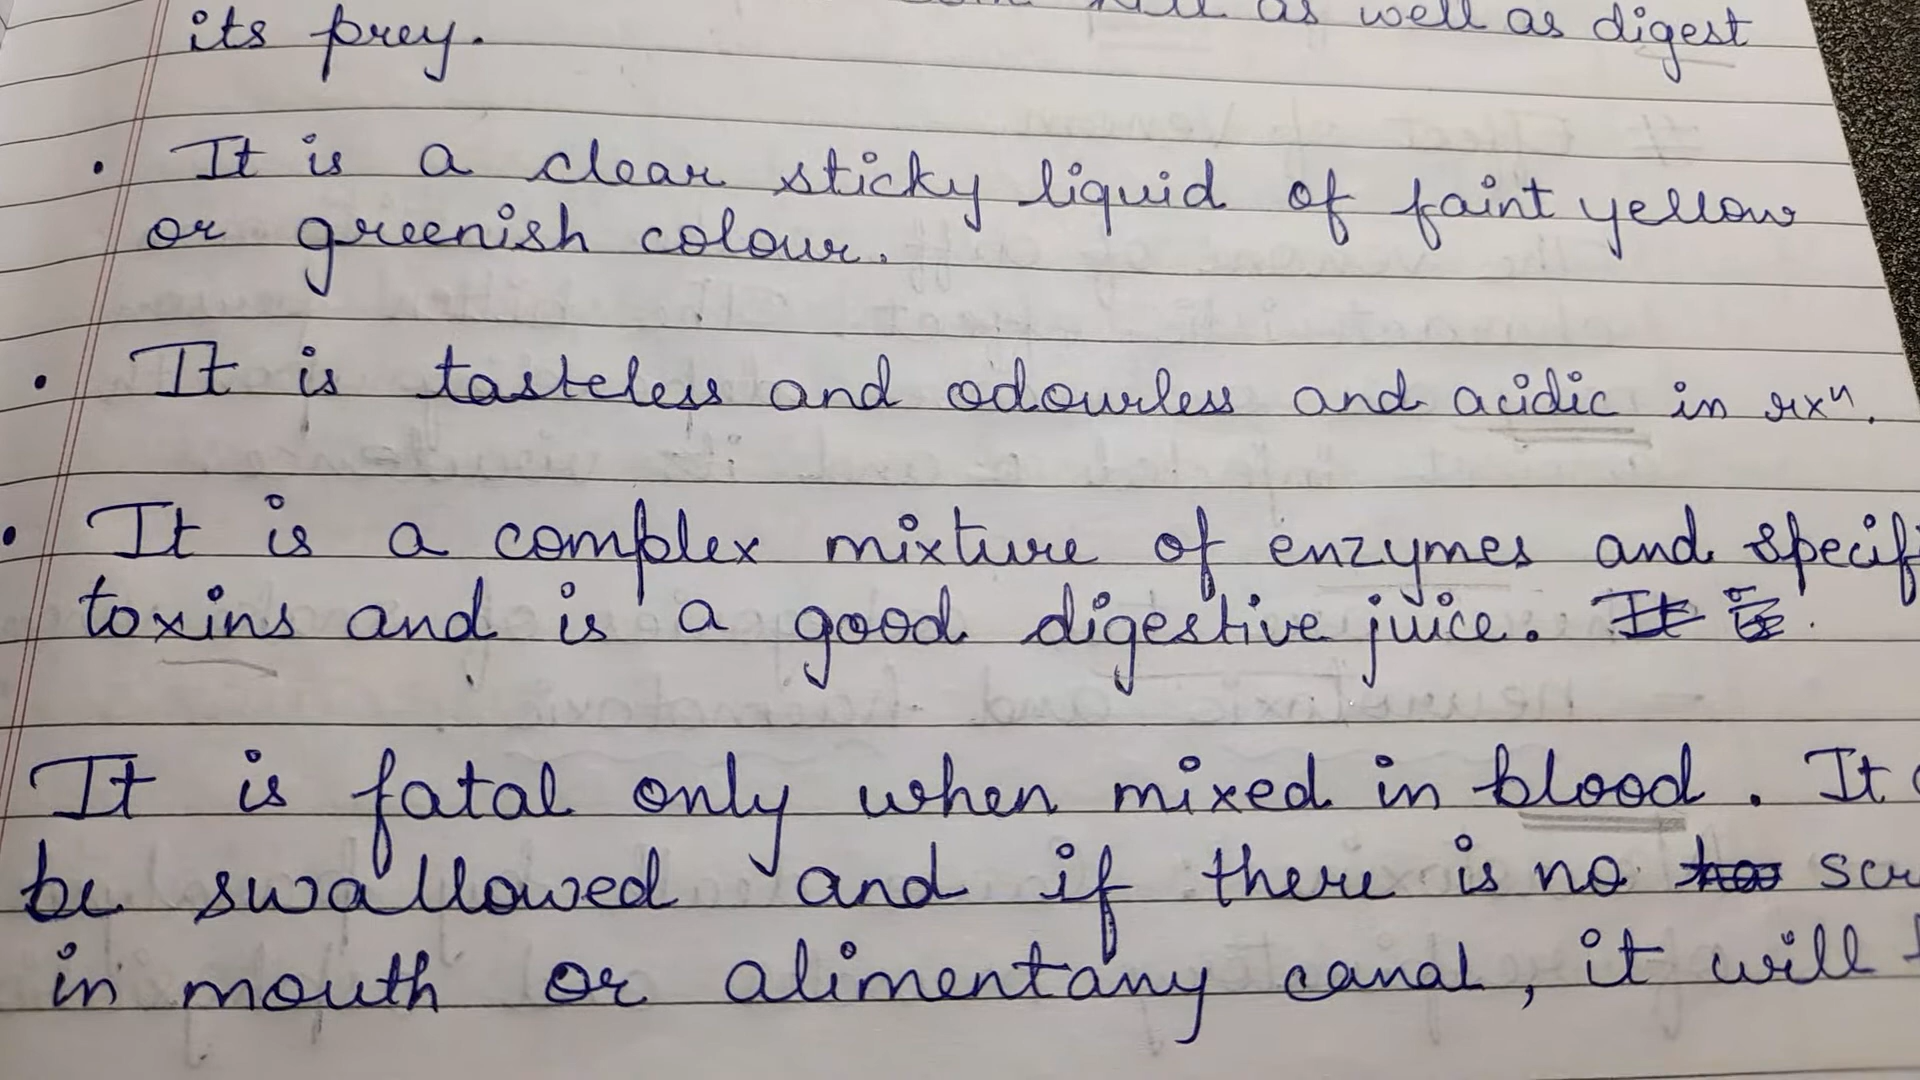 as well as digest
its prey.
• It is a clear sticky liquid of faint yellow
or greenish colour.
• It is tasteless and odourless and acidic in rxⁿ.
• It is a complex mixture of enzymes and specif
toxins and is a good digestive juice. It is.
It is fatal only when mixed in blood. It
be swallowed and if there is no scr
in mouth or alimentany canal, it will